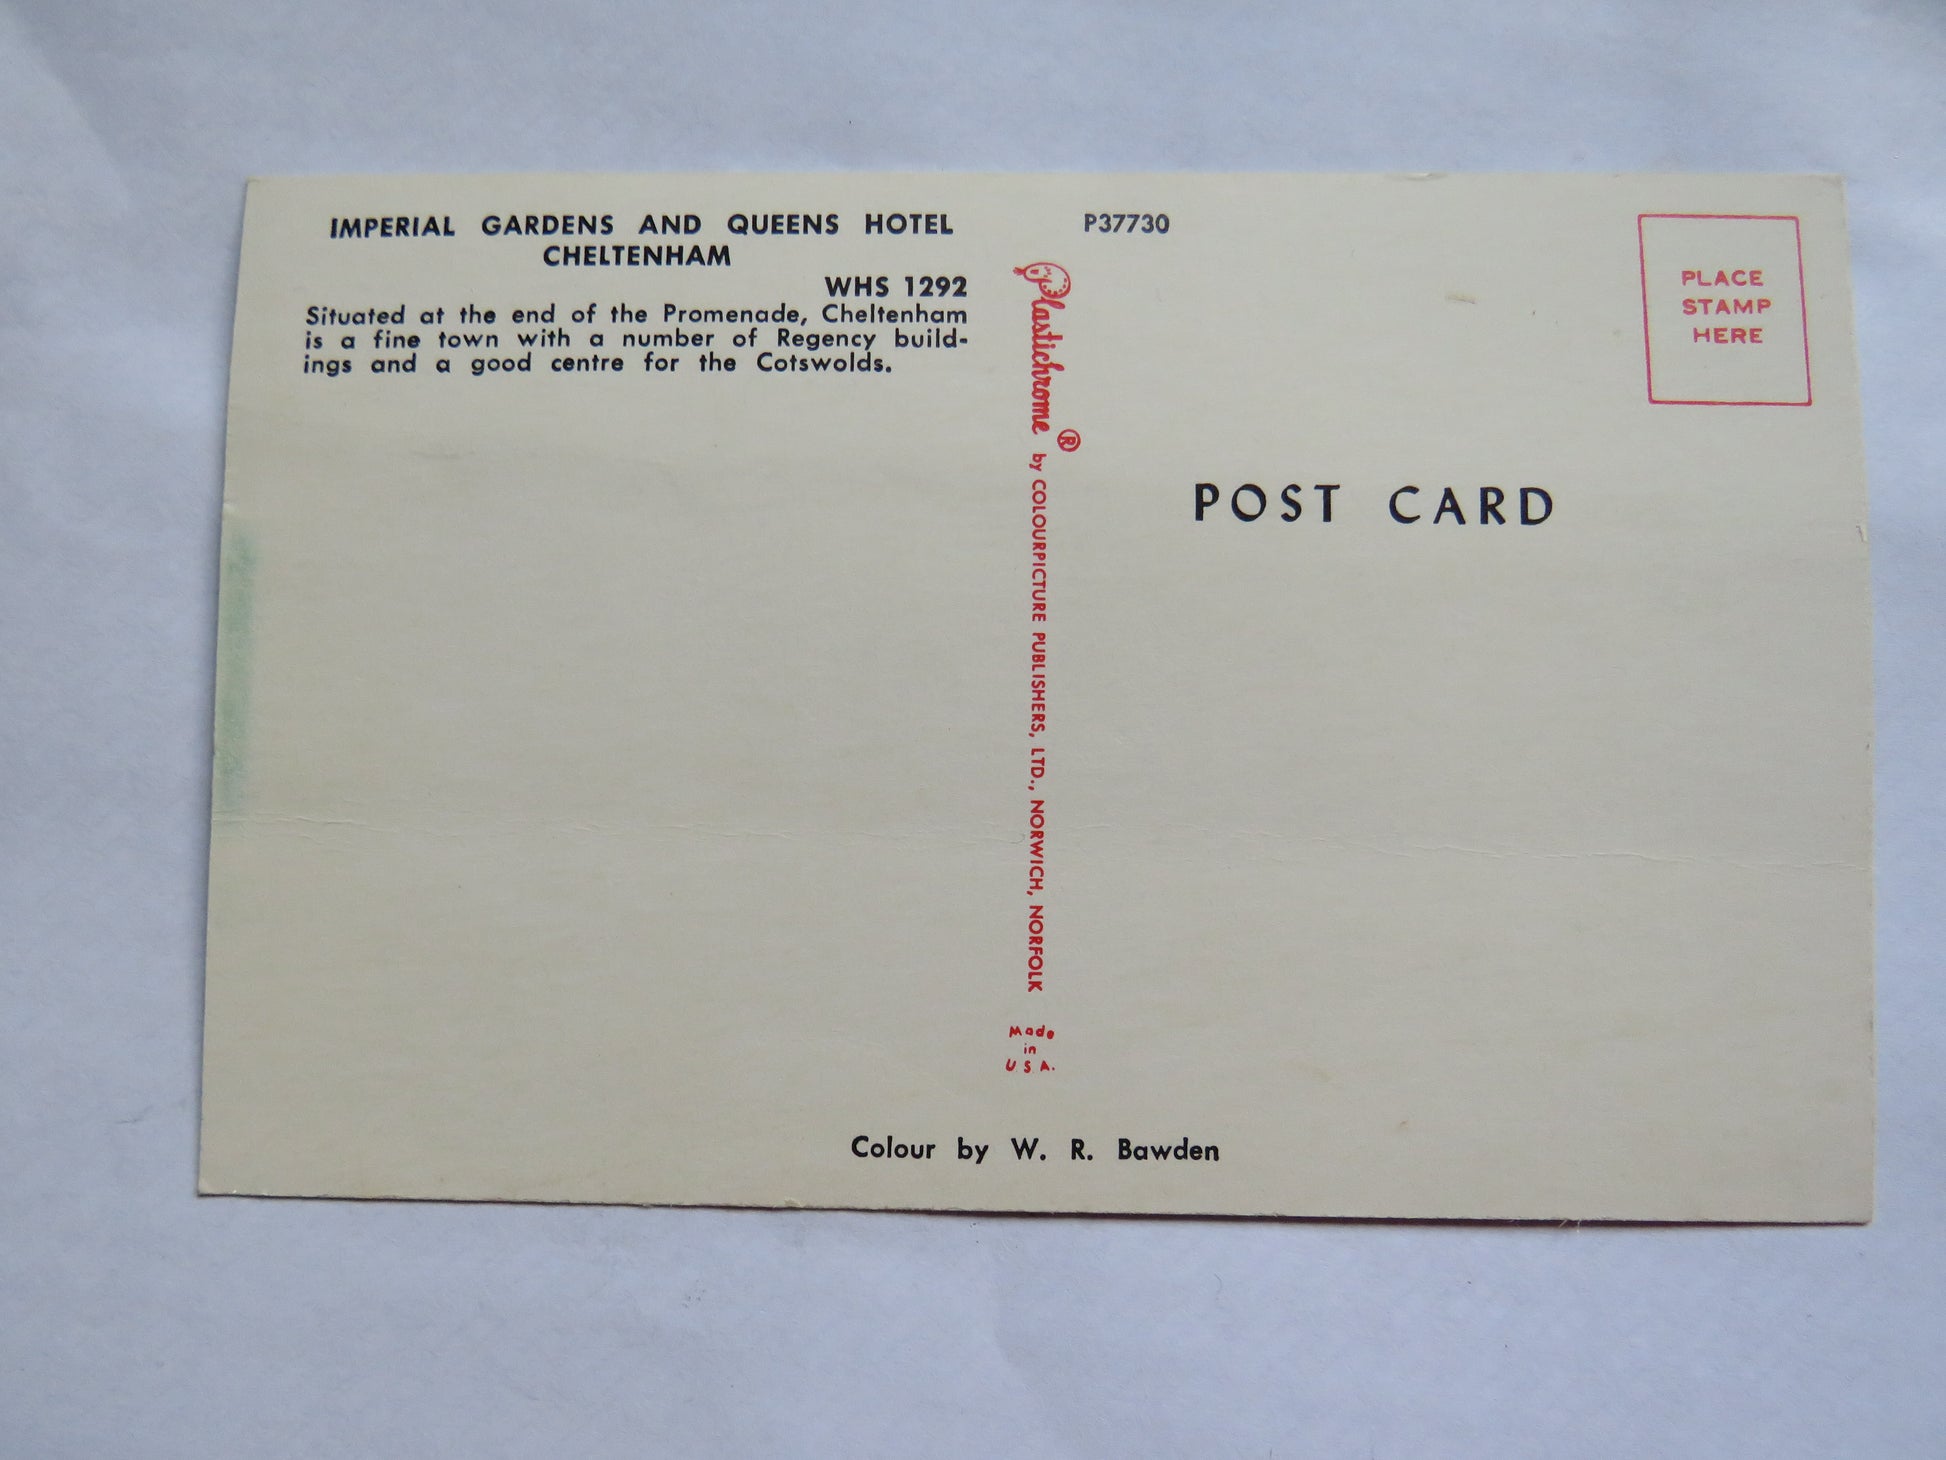 IMPERIAL GARDENS AND QUEENS HOTEL
CHELTENHAM
WHS 1292
Situated at the end of the Promenade, Cheltenham
is a fine town with a number of Regency build-
ings and a good centre for the Cotswolds.
P37730
PLACE
STAMP
HERE
Plastichrome ® by COLOURPICTURE PUBLISHERS, LTD., NORWICH, NORFOLK
Made
in
U.S.A.
POST CARD
Colour by W. R. Bawden